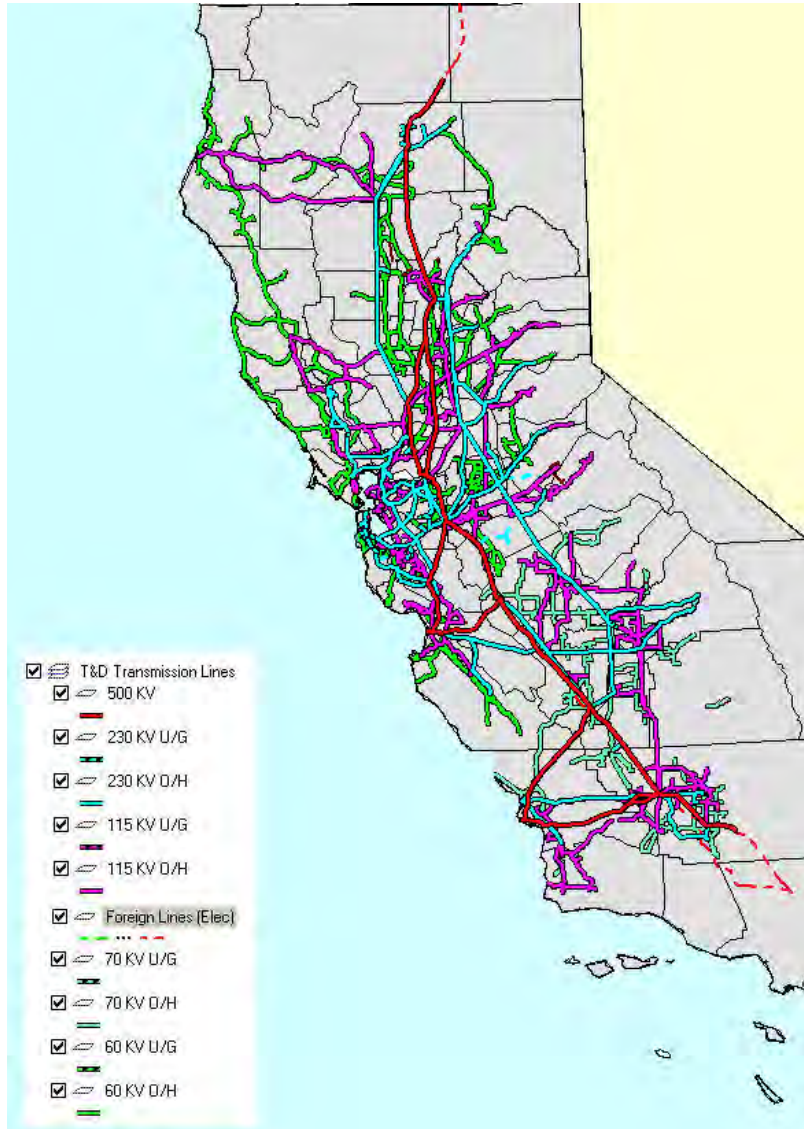 T&D Transmission Lines
500 KV
230 KV U/G
230 KV O/H
115 KV U/G
115 KV O/H
Foreign Lines (Elec)
70 KV U/G
70 KV O/H
60 KV U/G
60 KV O/H